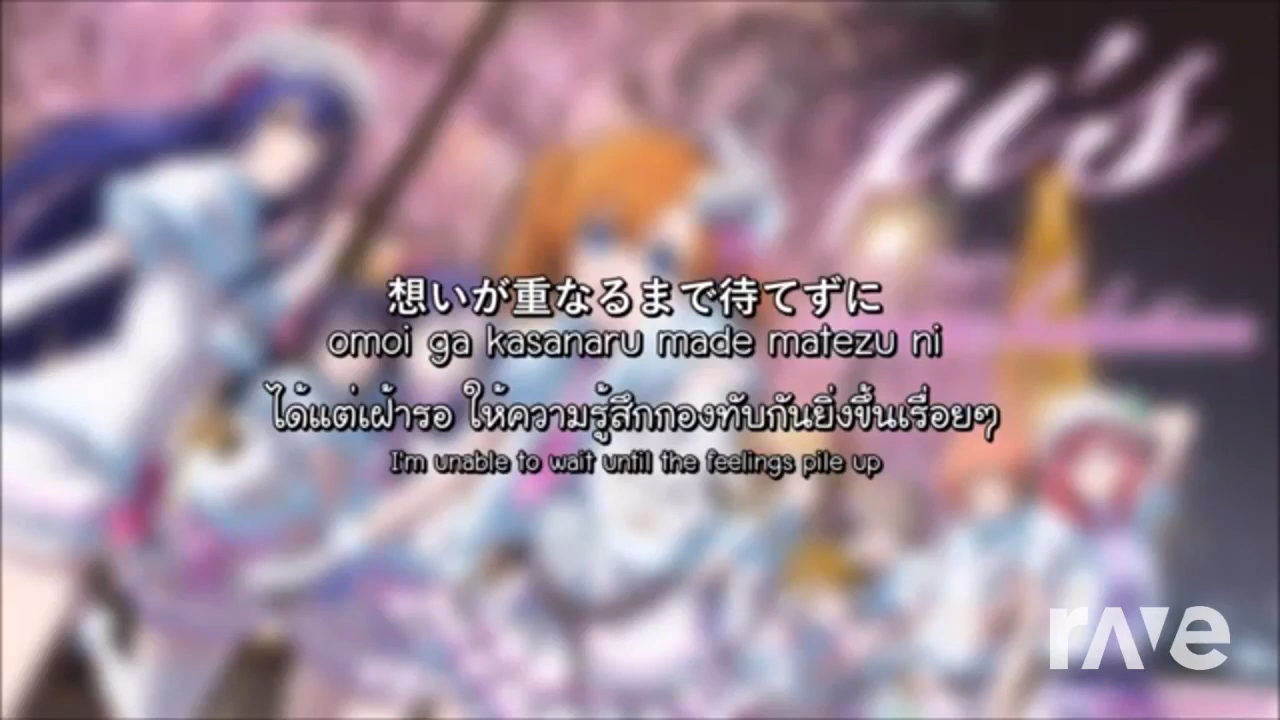 μ's
想いが重なるまで待てずに
omoi ga kasanaru made matezu ni
ได้แต่เฝ้ารอ ให้ความรู้สึกกองทับกันยิ่งขึ้นเรื่อยๆ
I'm unable to wait until the feelings pile up
rave